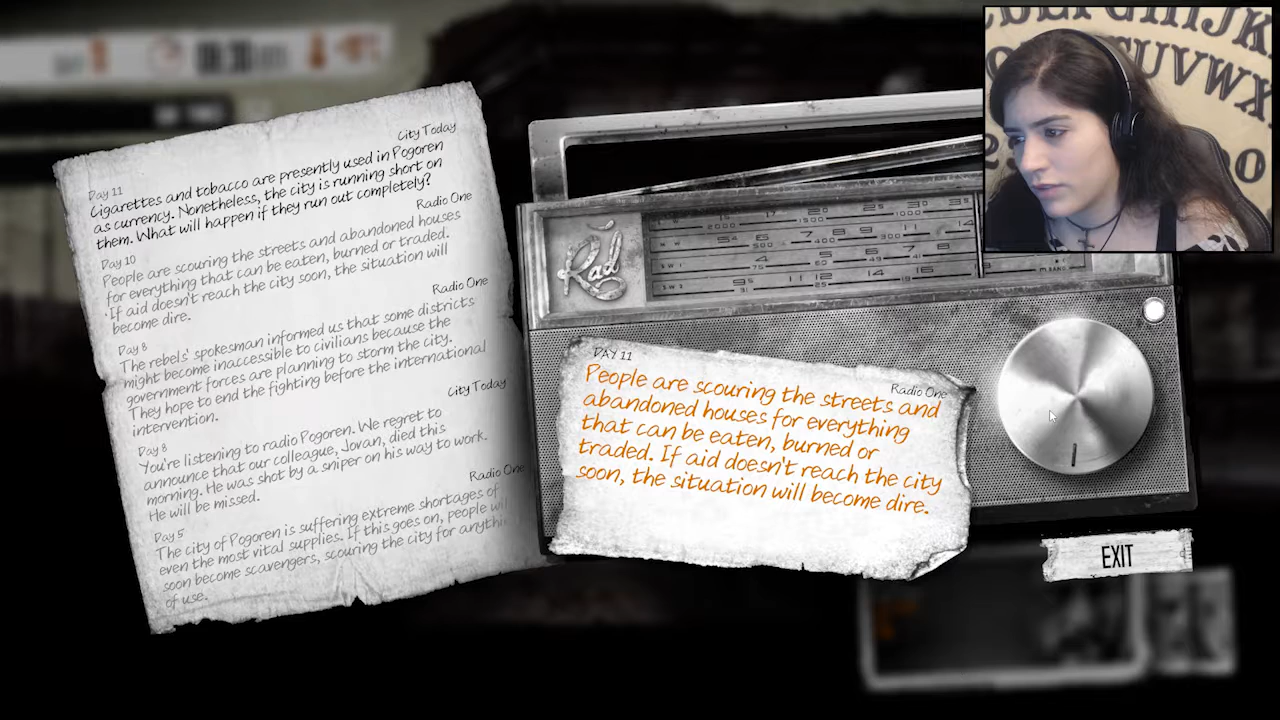 City Today
Day 11
Cigarettes and tobacco are presently used in Pogoren
as currency. Nonetheless, the city is running short on
them. What will happen if they run out completely?
Radio One
Day 10
People are scouring the streets and abandoned houses
for everything that can be eaten, burned or traded.
If aid doesn't reach the city soon, the situation will
become dire.
Radio One
Day 8
The rebels' spokesman informed us that some districts
might become inaccessible to civilians because the
government forces are planning to storm the city.
They hope to end the fighting before the international
intervention.
City Today
Day 8
You're listening to radio Pogoren. We regret to
announce that our colleague, Jovan, died this
morning. He was shot by a sniper on his way to work.
He will be missed.
Radio One
Day 5
The city of Pogoren is suffering extreme shortages of
even the most vital supplies. If this goes on, people will
soon become scavengers, scouring the city for anything
of use.
Rad
DAY 11
Radio One
People are scouring the streets and
abandoned houses for everything
that can be eaten, burned or
traded. If aid doesn't reach the city
soon, the situation will become dire.
EXIT